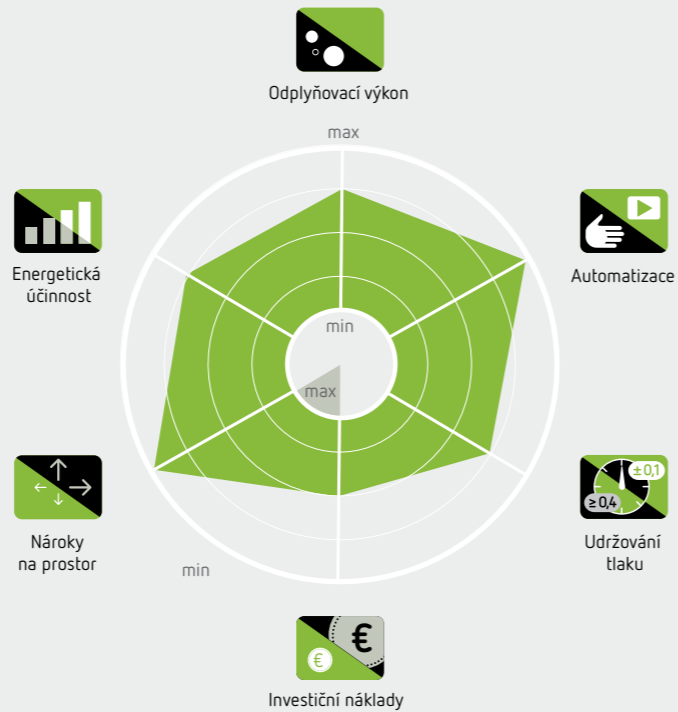 Odplyňovací výkon
max
Energetická
účinnost
Automatizace
min
max
± 0,1
≥ 0,4
Nároky
na prostor
Udržování
tlaku
min
€
€
Investiční náklady